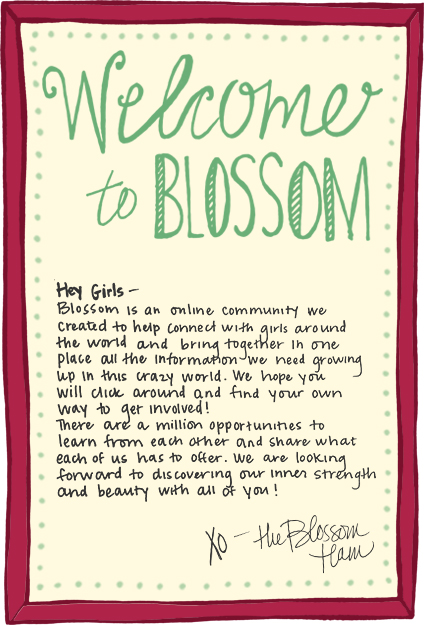 Welcome
to BLOSSOM
Hey Girls –
Blossom is an online community we
created to help connect with girls around
the world and bring together in one
place all the information we need growing
up in this crazy world. We hope you
will click around and find your own
way to get involved!
There are a million opportunities to
learn from each other and share what
each of us has to offer. We are looking
forward to discovering our inner strength
and beauty with all of you!
XO – the Blossom
team